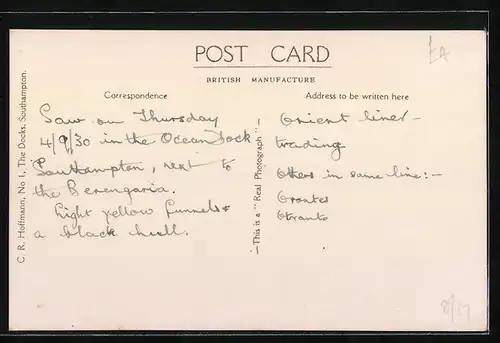 POST CARD
BRITISH MANUFACTURE
Correspondence
Address to be written here
Saw on Thursday
4/9/30 in the Ocean Dock
Southampton, next to
the Berengaria.
Light yellow funnels &
a black hull.
Orient liner -
trading
Others in same line:-
Orontes
Otranto
C. R. Hoffmann, No 1, The Docks, Southampton.
This is a "Real Photograph"
EA